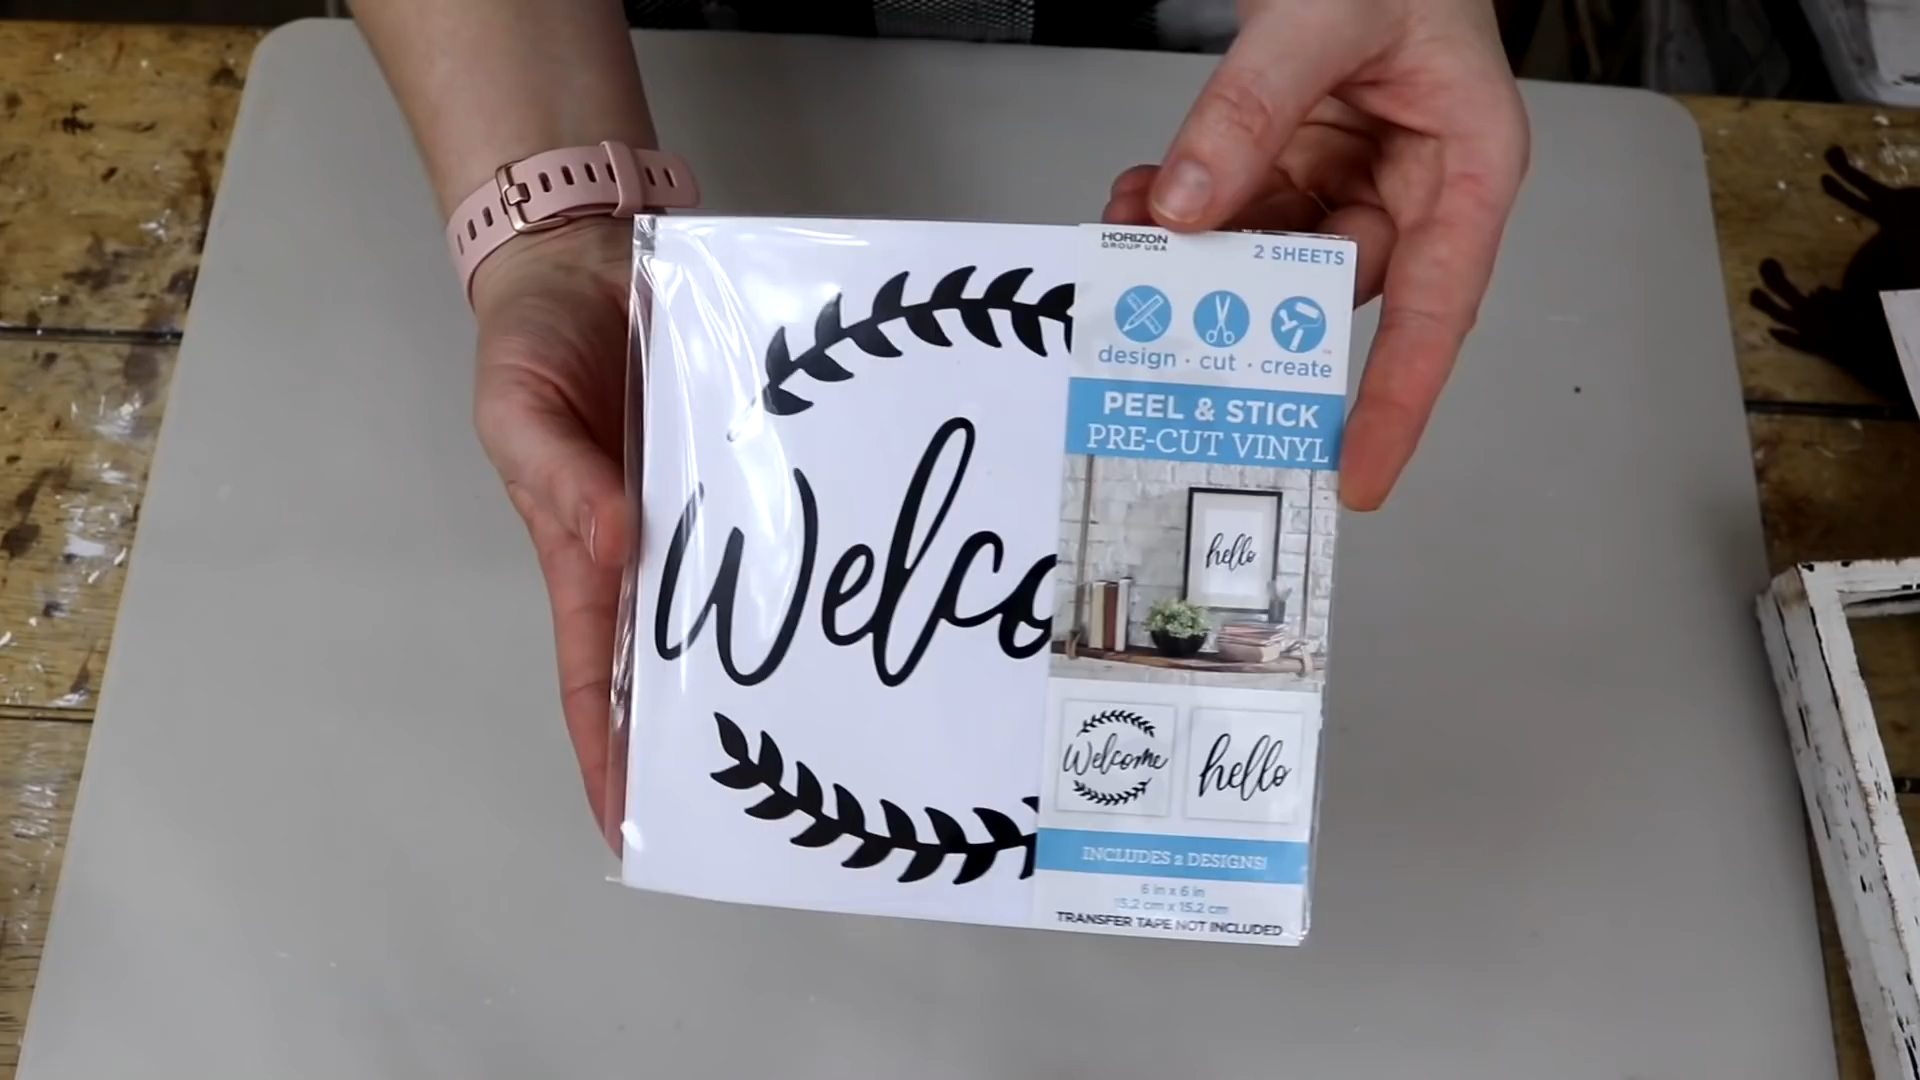 HORIZON
GROUP USA
2 SHEETS
design · cut · create
PEEL & STICK
PRE-CUT VINYL
Welco
hello
Welcome
hello
INCLUDES 2 DESIGNS!
6 in x 6 in
15.2 cm x 15.2 cm
TRANSFER TAPE NOT INCLUDED